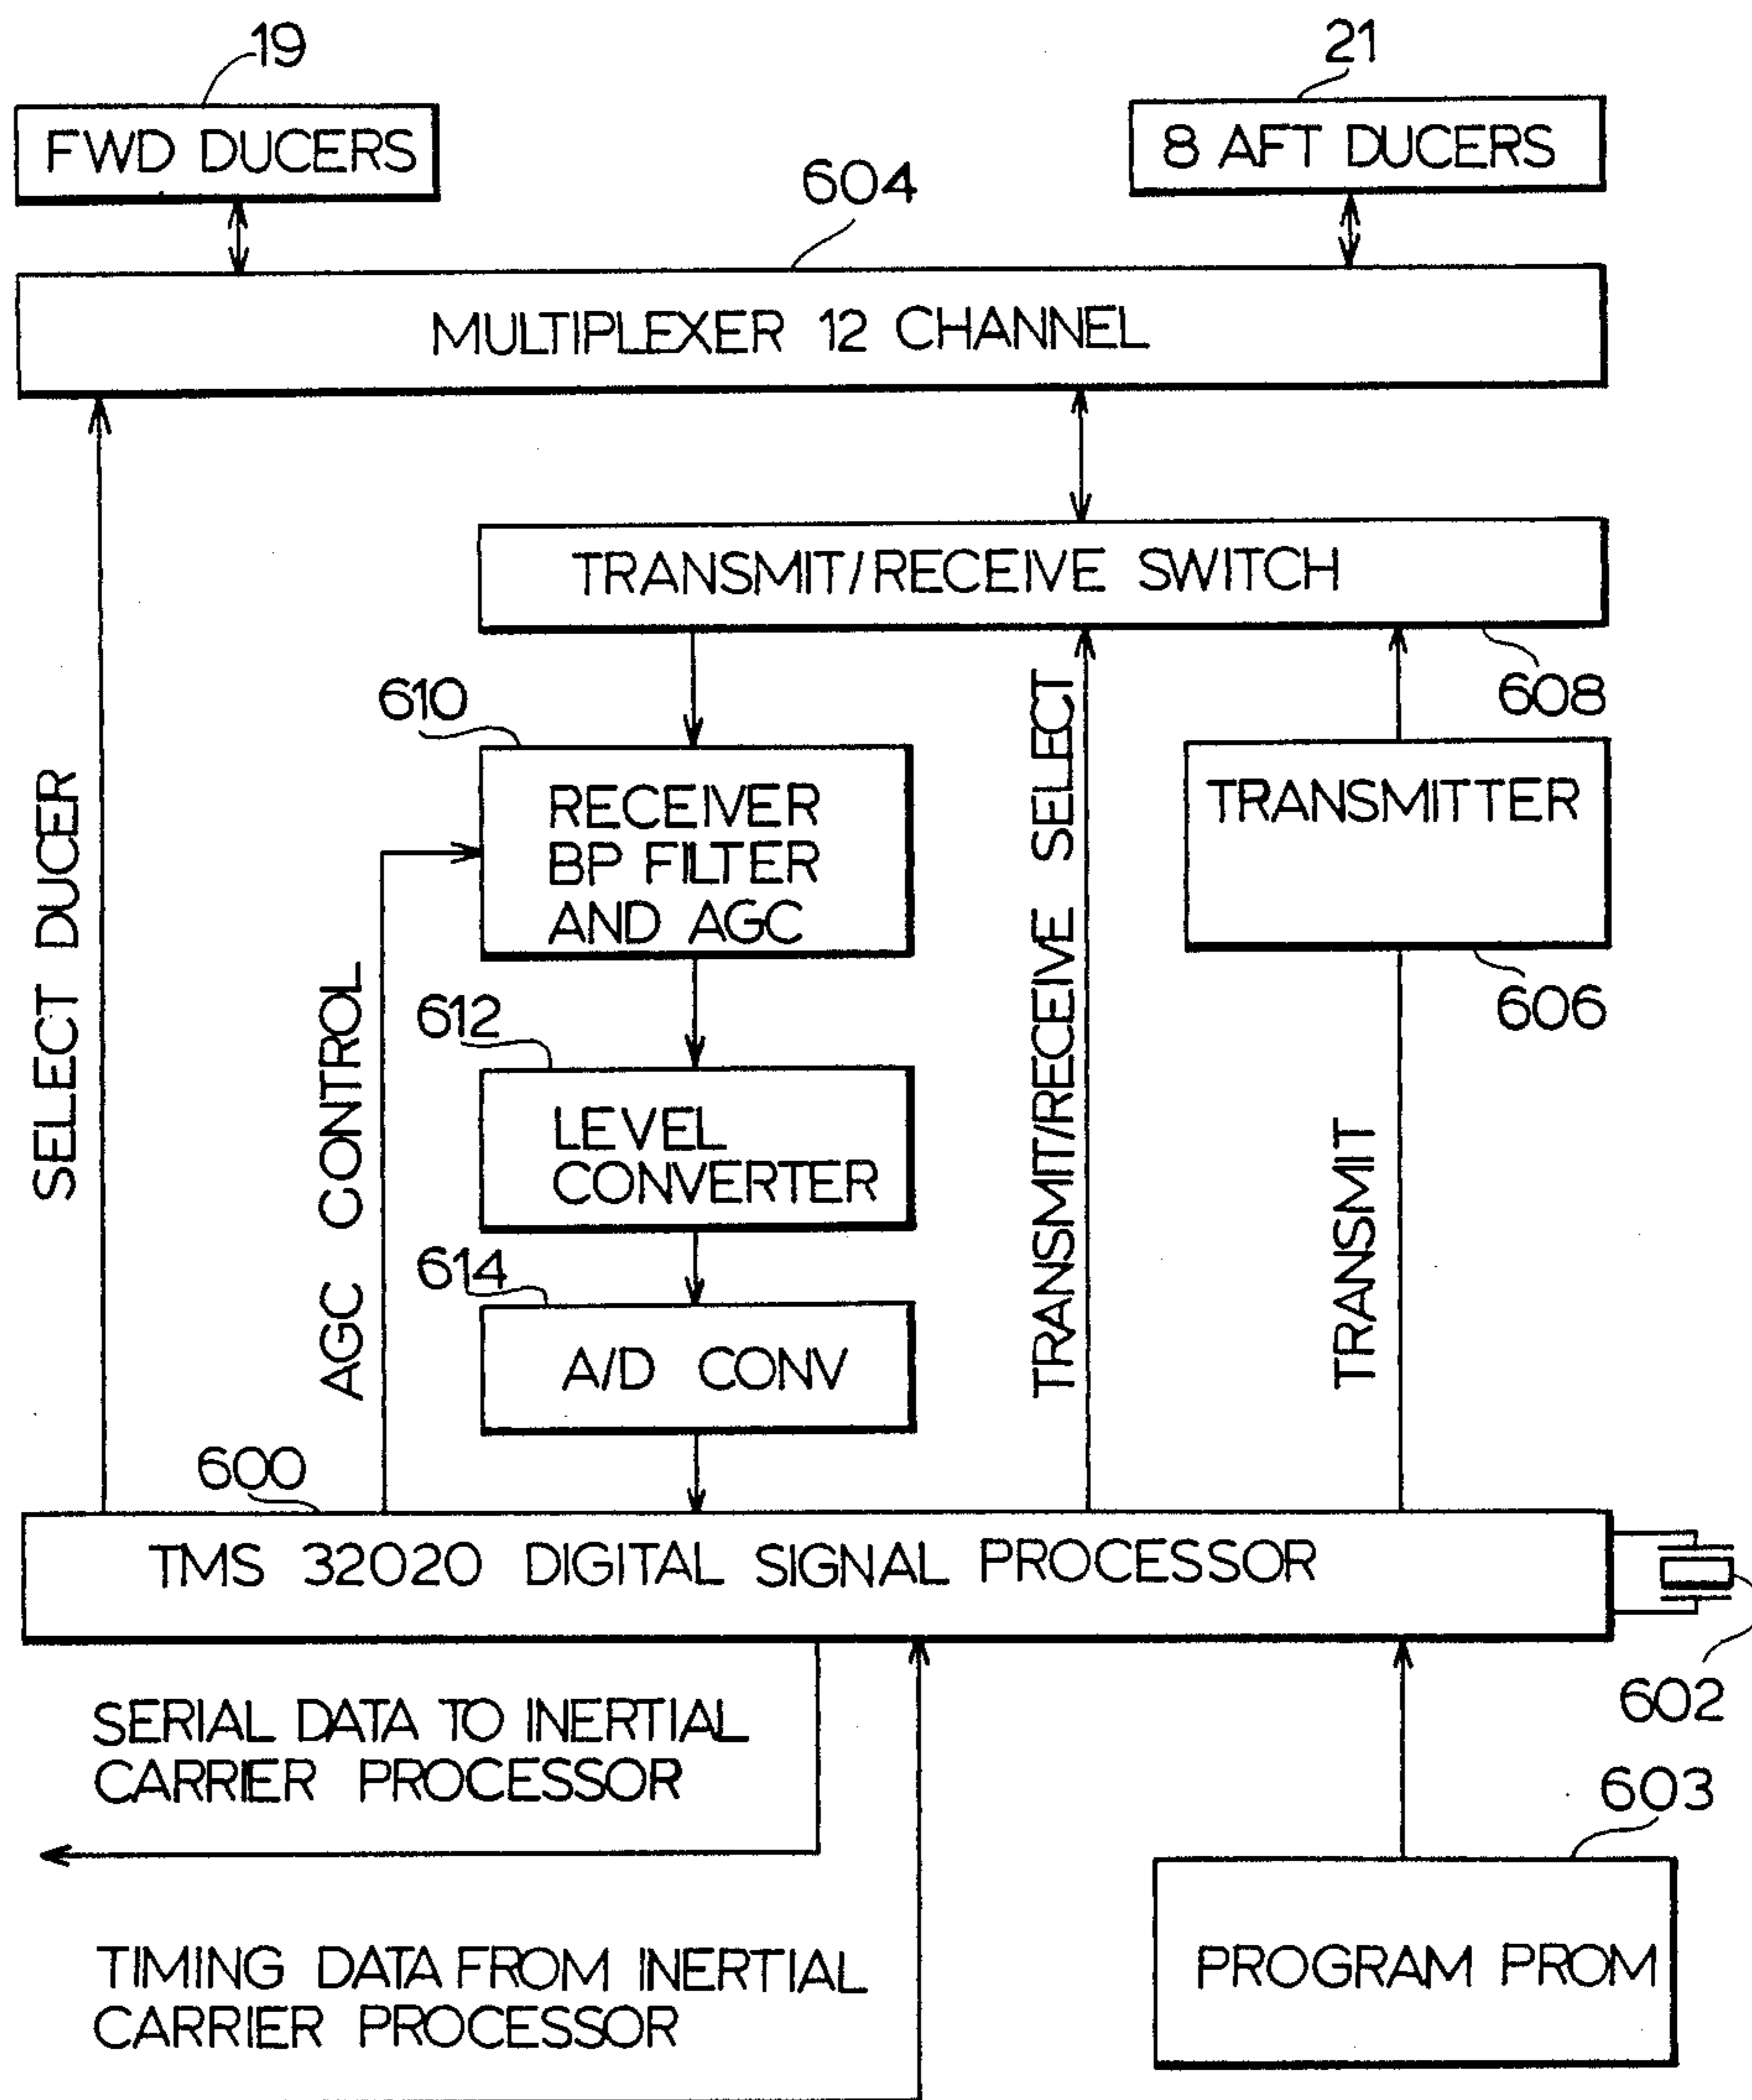 19
21
FWD DUCERS
8 AFT DUCERS
604
MULTIPLEXER 12 CHANNEL
TRANSMIT/RECEIVE SWITCH
608
610
RECEIVER
BP FILTER
AND AGC
TRANSMITTER
606
612
LEVEL
CONVERTER
614
A/D CONV
SELECT DUCER
AGC CONTROL
TRANSMIT/RECEIVE SELECT
TRANSMIT
600
TMS 32020 DIGITAL SIGNAL PROCESSOR
602
SERIAL DATA TO INERTIAL
CARRIER PROCESSOR
603
TIMING DATA FROM INERTIAL
CARRIER PROCESSOR
PROGRAM PROM